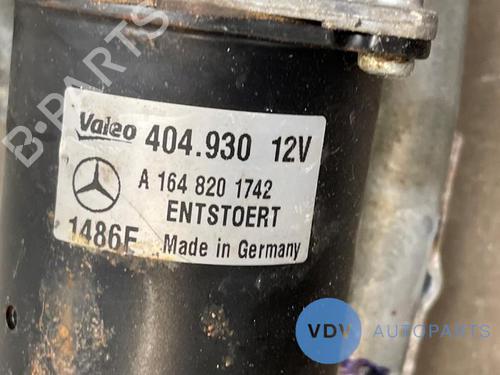 B-PARTS
Valeo 404.930 12V
A 164 820 1742
ENTSTOERT
1486F Made in Germany
VDV AUTOPARTS